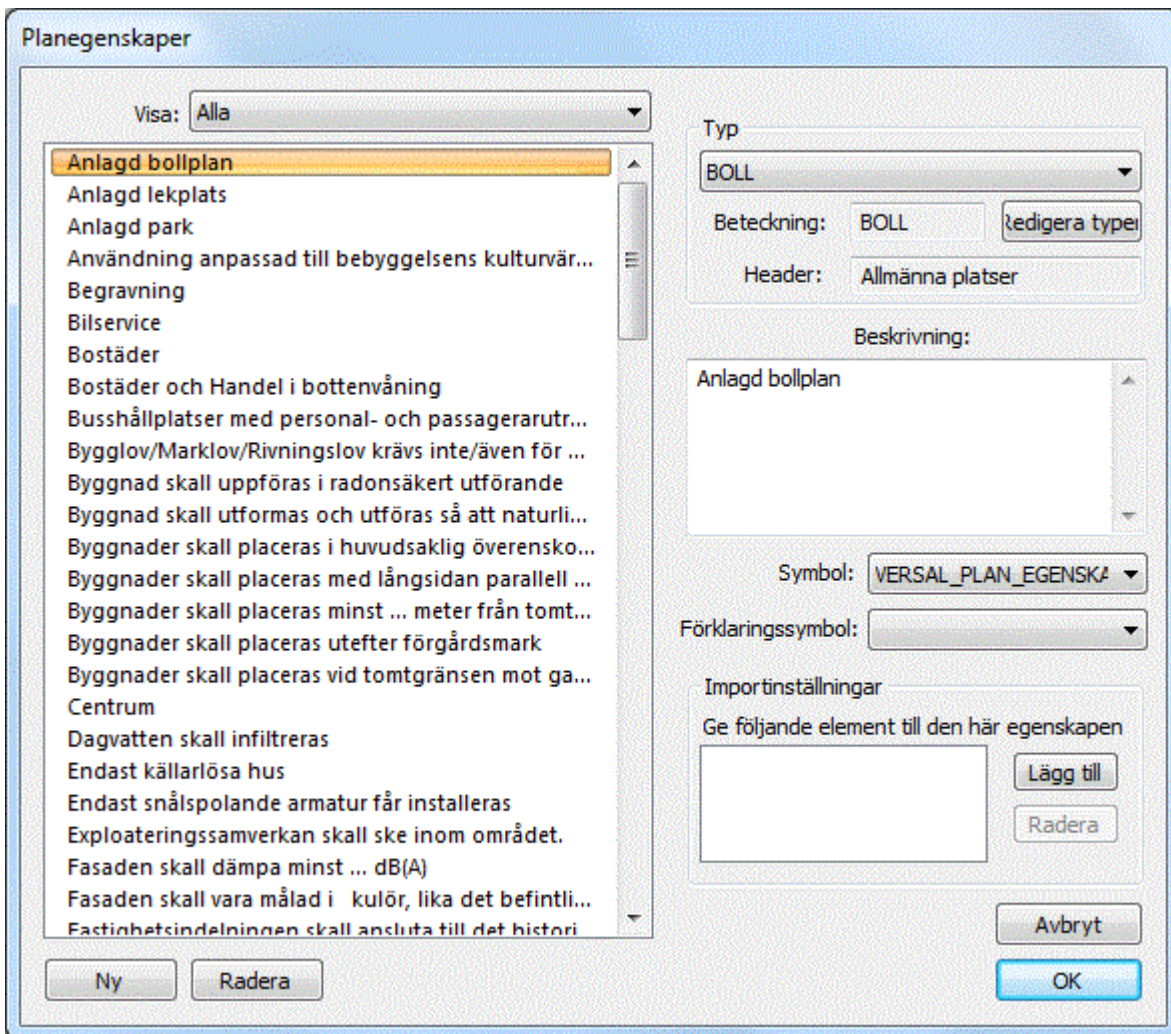 Planegenskaper
Visa: Alla
Anlagd bollplan
Anlagd lekplats
Anlagd park
Användning anpassad till bebyggelsens kulturvär...
Begravning
Bilservice
Bostäder
Bostäder och Handel i bottenvåning
Busshållplatser med personal- och passagerarutr...
Bygglov/Marklov/Rivningslov krävs inte/även för ...
Byggnad skall uppföras i radonsäkert utförande
Byggnad skall utformas och utföras så att naturli...
Byggnader skall placeras i huvudsaklig överensko...
Byggnader skall placeras med långsidan parallell ...
Byggnader skall placeras minst ... meter från tomt...
Byggnader skall placeras utefter förgårdsmark
Byggnader skall placeras vid tomtgränsen mot ga...
Centrum
Dagvatten skall infiltreras
Endast källarlösa hus
Endast snålspolande armatur får installeras
Exploateringssamverkan skall ske inom området.
Fasaden skall dämpa minst ... dB(A)
Fasaden skall vara målad i   kulör, lika det befintli...
Fastighetsindelningen skall ansluta till det histori
Ny
Radera
Typ
BOLL
Beteckning: BOLL
Redigera typer
Header: Allmänna platser
Beskrivning:
Anlagd bollplan
Symbol: VERSAL_PLAN_EGENSKA
Förklaringssymbol:
Importinställningar
Ge följande element till den här egenskapen
Lägg till
Radera
Avbryt
OK